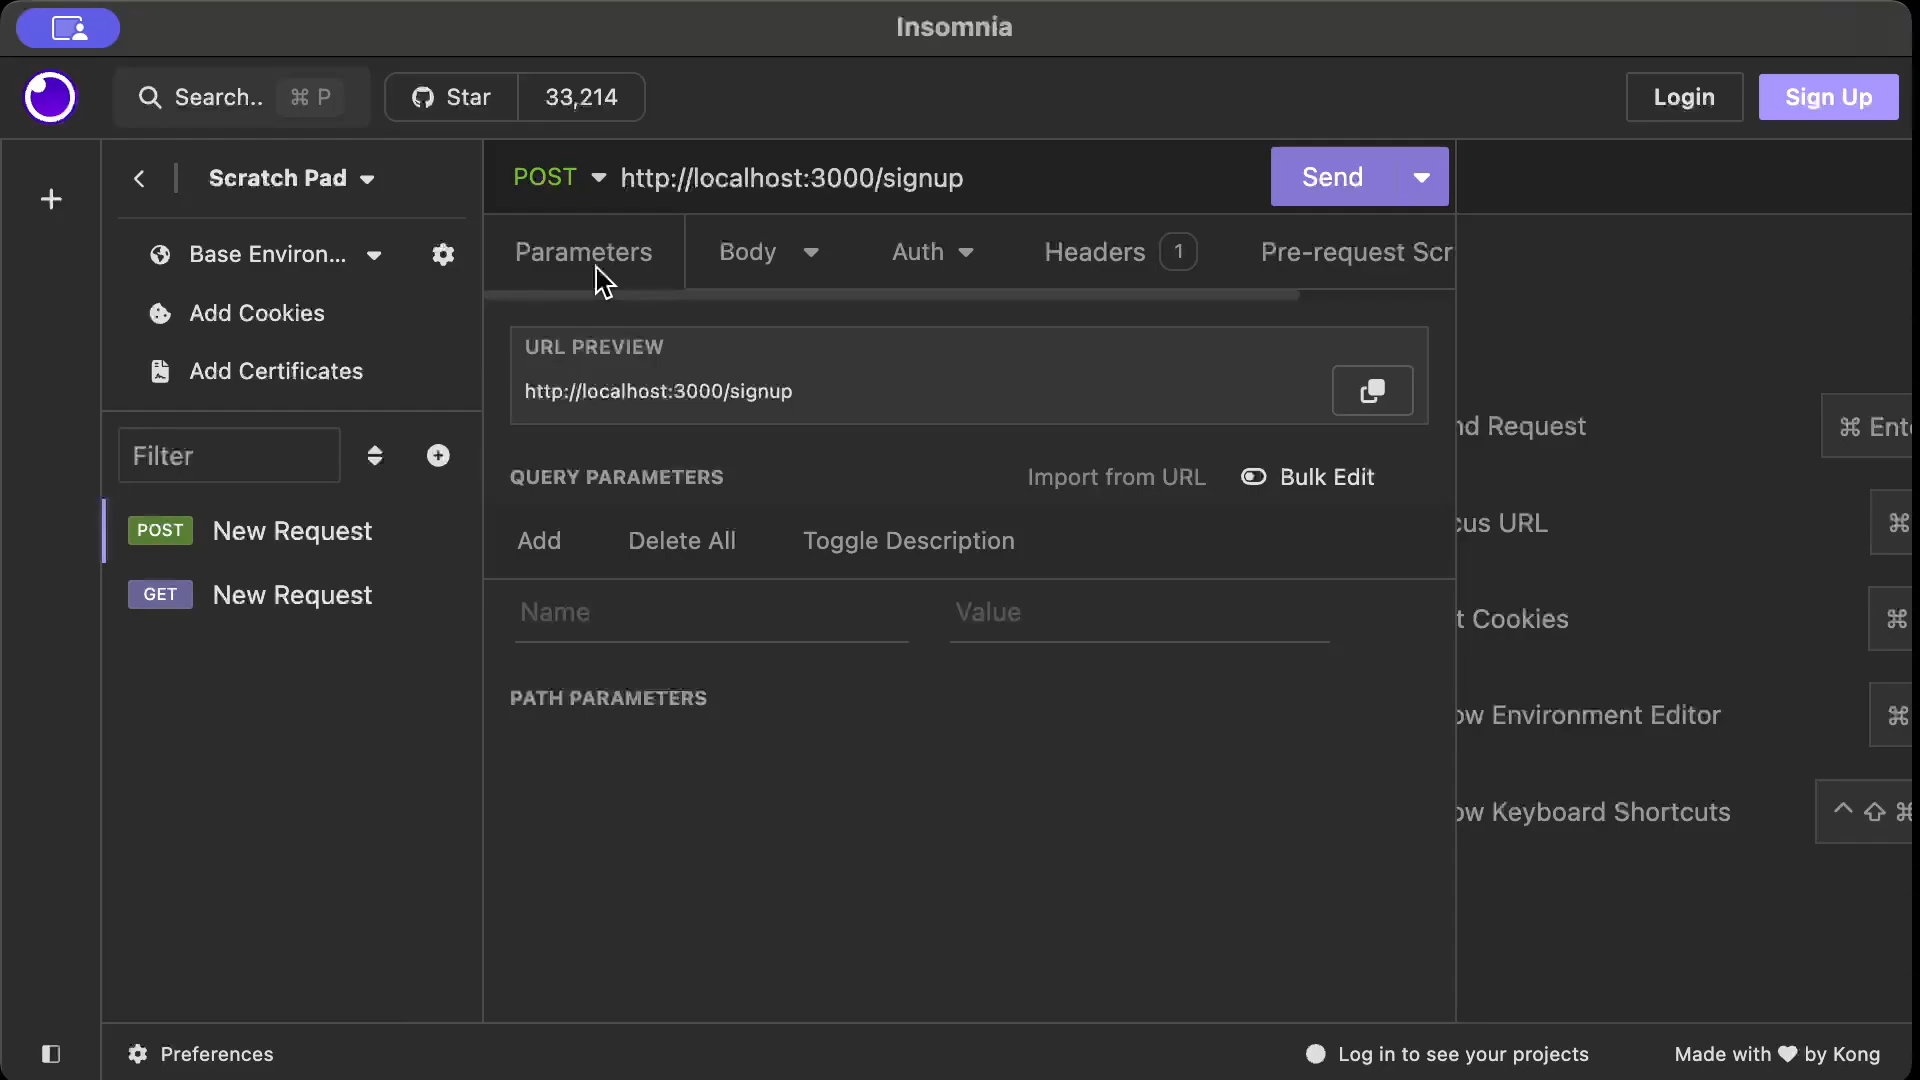 Insomnia
Search.. ⌘ P
Star 33,214
Login
Sign Up
Scratch Pad
Base Environ...
Add Cookies
Add Certificates
Filter
POST New Request
GET New Request
POST http://localhost:3000/signup
Send
Parameters Body Auth Headers 1 Pre-request Scr
URL PREVIEW
http://localhost:3000/signup
QUERY PARAMETERS Import from URL Bulk Edit
Add Delete All Toggle Description
Name Value
PATH PARAMETERS
nd Request ⌘ Ent
cus URL ⌘
t Cookies ⌘
ow Environment Editor ⌘
ow Keyboard Shortcuts ^ ⇧ ⌘
Preferences
Log in to see your projects
Made with ❤ by Kong